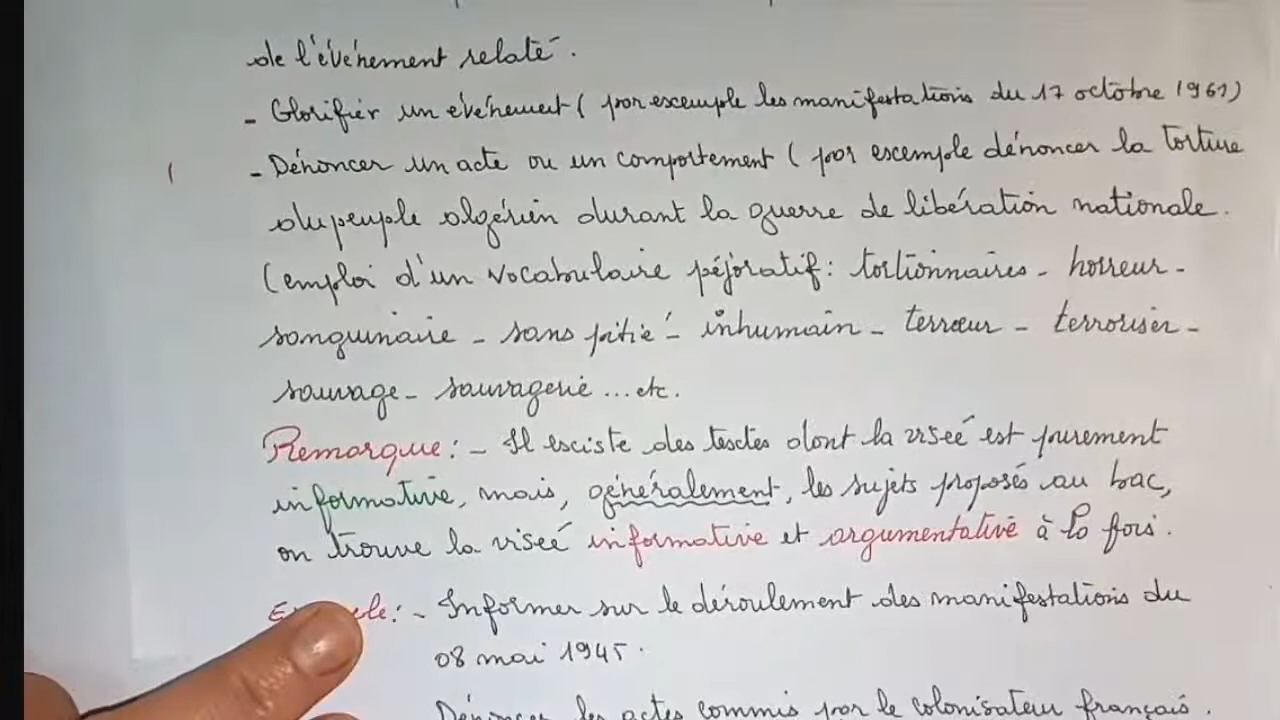 de l'événement relaté.
- Glorifier un événement (par exemple les manifestations du 17 octobre 1961)
- Dénoncer un acte ou un comportement (par exemple dénoncer la torture
du peuple algérien durant la guerre de libération nationale.
(emploi d'un vocabulaire péjoratif: tortionnaires - horreur -
sanguinaire - sans pitié - inhumain - terreur - terroriser -
sauvage - sauvagerie ... etc.
Remarque: - Il existe des textes dont la viseé est purement
informative, mais, généralement, les sujets proposés au bac,
on trouve la viseé informative et argumentative à la fois.
- Informer sur le déroulement des manifestations du
08 mai 1945.
Dénoncer les actes commis par le colonisateur français.